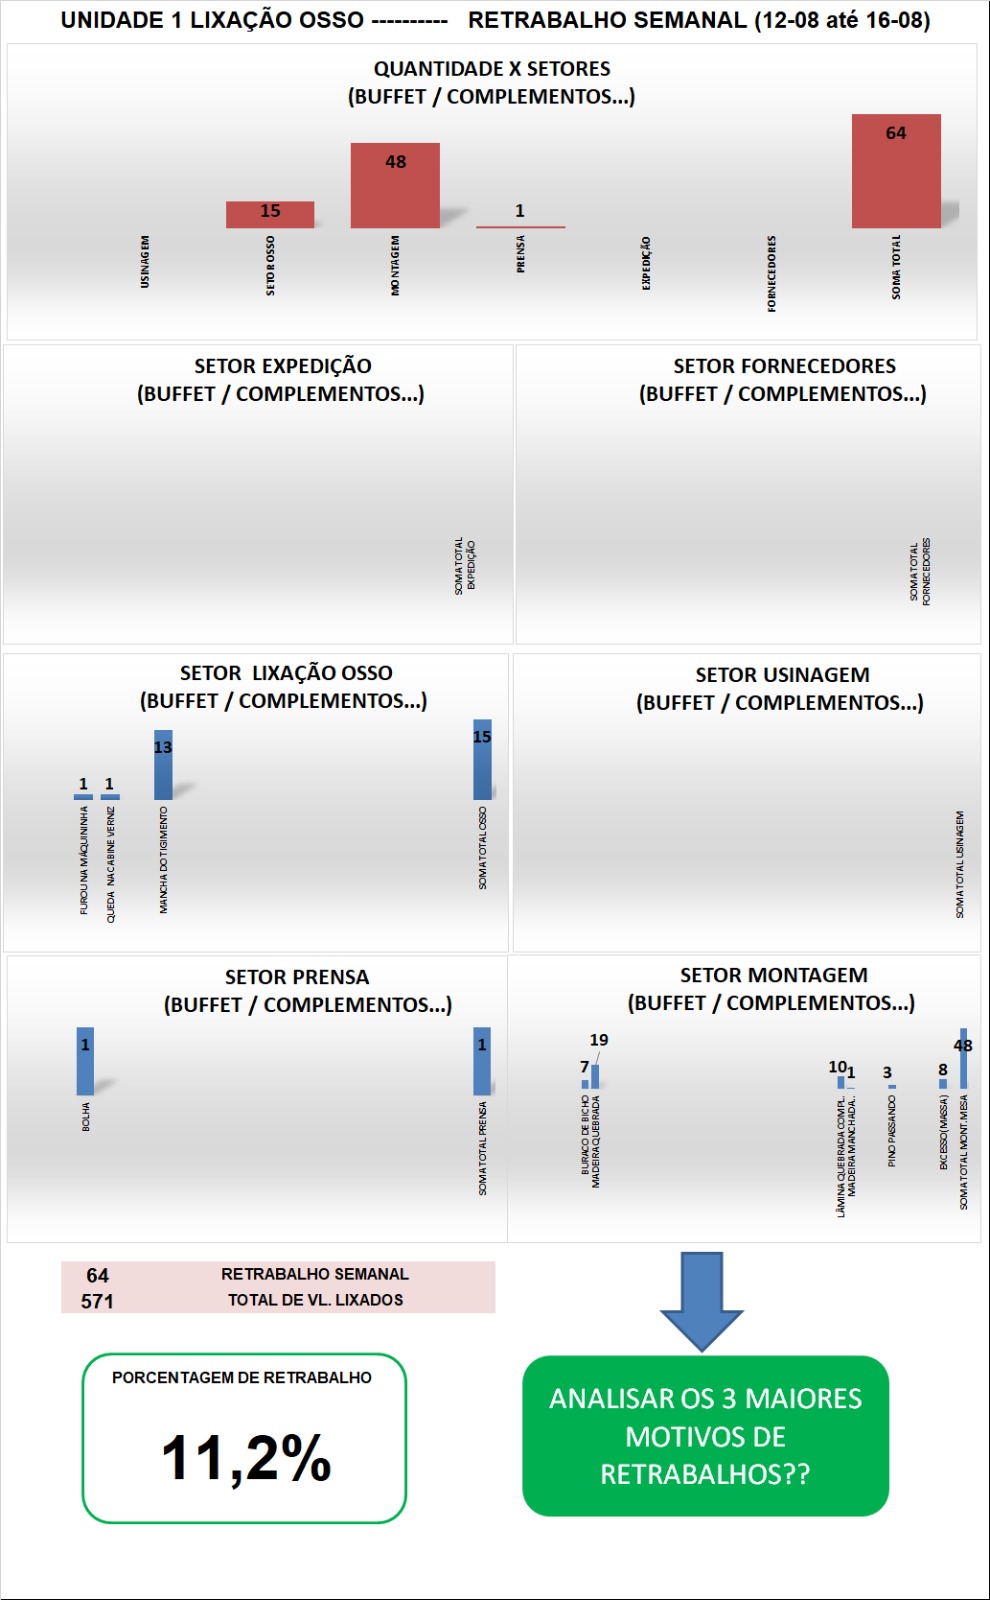 UNIDADE 1 LIXAÇÃO OSSO ---------- RETRABALHO SEMANAL (12-08 até 16-08)
QUANTIDADE X SETORES
(BUFFET / COMPLEMENTOS...)
15
48
1
64
USINAGEM
SETOR OSSO
MONTAGEM
PRENSA
EXPEDIÇÃO
FORNECEDORES
SOMA TOTAL
SETOR EXPEDIÇÃO
(BUFFET / COMPLEMENTOS...)
SOMA TOTAL
EXPEDIÇÃO
SETOR FORNECEDORES
(BUFFET / COMPLEMENTOS...)
SOMA TOTAL
FORNECEDORES
SETOR LIXAÇÃO OSSO
(BUFFET / COMPLEMENTOS...)
1
1
13
15
FUROU NA MÁQUININHA
QUEDA NA CABINE VERNIZ
MANCHA DO TIGIMENTO
SOMA TOTAL OSSO
SETOR USINAGEM
(BUFFET / COMPLEMENTOS...)
SOMA TOTAL USINAGEM
SETOR PRENSA
(BUFFET / COMPLEMENTOS...)
1
1
BOLHA
SOMA TOTAL PRENSA
SETOR MONTAGEM
(BUFFET / COMPLEMENTOS...)
7
19
10
1
3
8
48
BURACO DE BICHO
MADEIRA QUEBRADA
LÂMINA QUEBRADA COMPL..
MADEIRA MANCHADA..
PINO PASSANDO
EXCESSO (MASSA)
SOMA TOTAL MONT. MESA
64 RETRABALHO SEMANAL
571 TOTAL DE VL. LIXADOS
PORCENTAGEM DE RETRABALHO
11,2%
ANALISAR OS 3 MAIORES
MOTIVOS DE
RETRABALHOS??